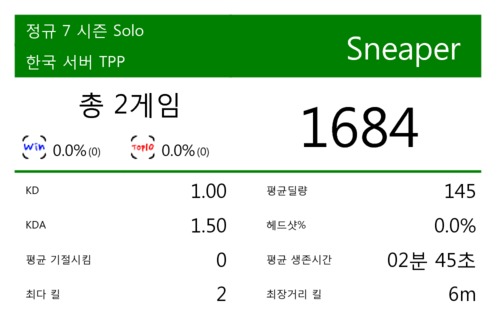 정규 7 시즌 Solo
한국 서버 TPP
Sneaper
총 2게임
Win 0.0%(0) Top10 0.0%(0)
1684
KD 1.00
KDA 1.50
평균 기절시킴 0
최다 킬 2
평균딜량 145
헤드샷% 0.0%
평균 생존시간 02분 45초
최장거리 킬 6m